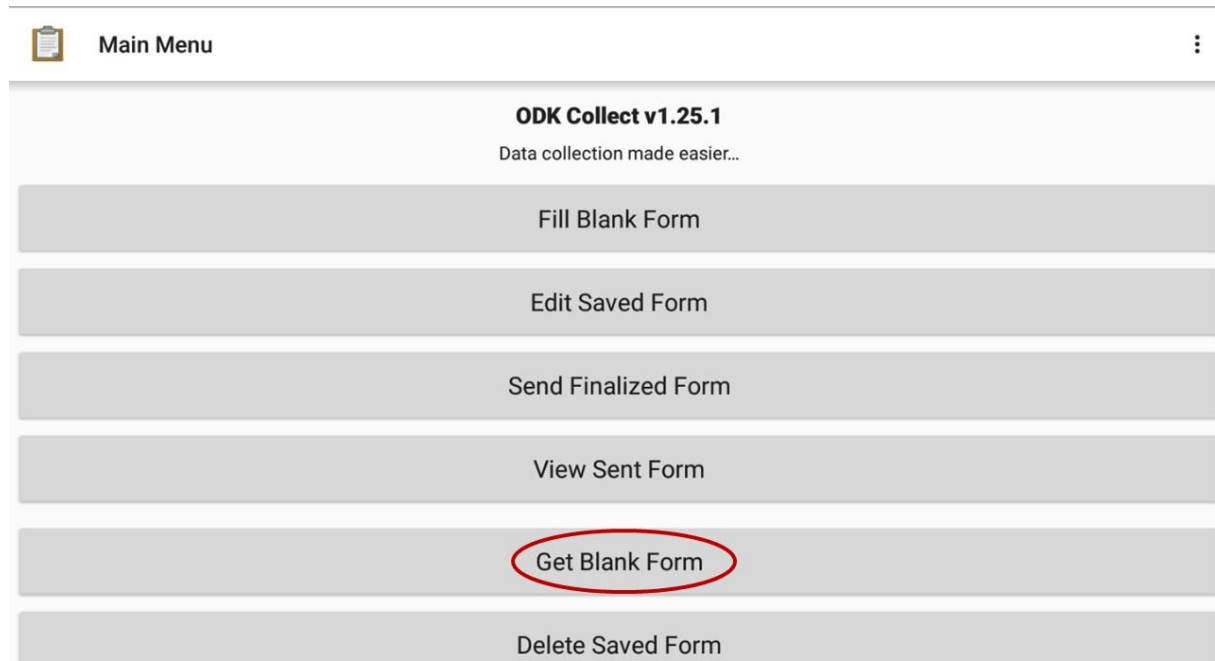 Main Menu
ODK Collect v1.25.1
Data collection made easier...
Fill Blank Form
Edit Saved Form
Send Finalized Form
View Sent Form
Get Blank Form
Delete Saved Form